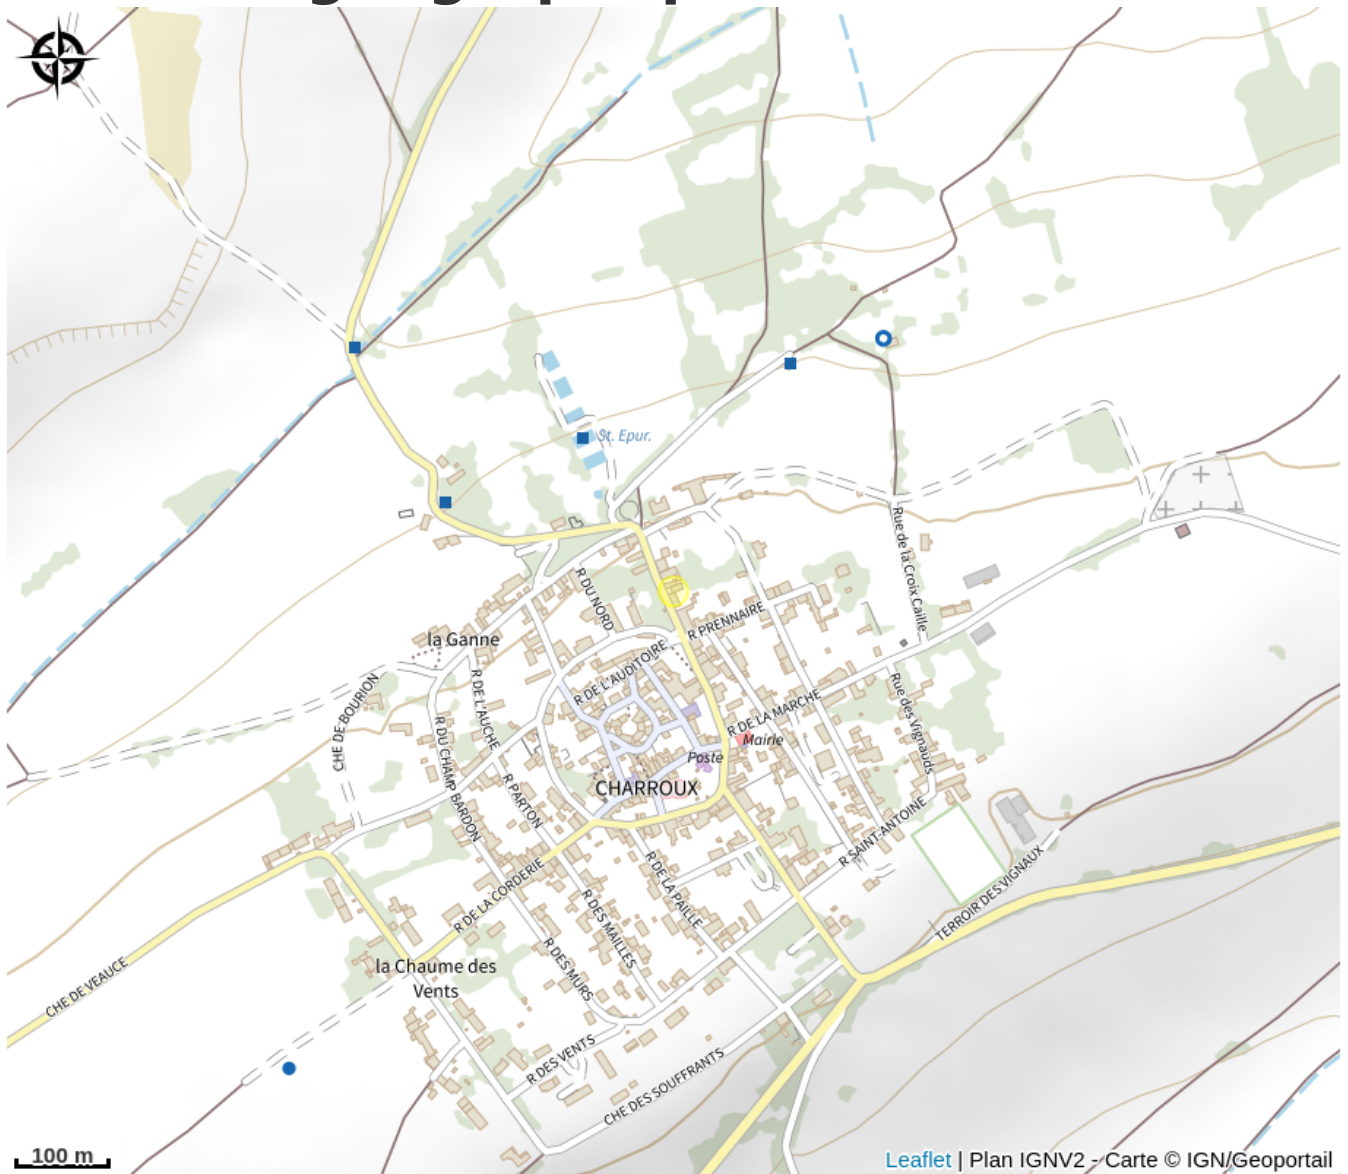 St. Epur.
Rue de la Croix Caille
R DU NORD
R PRENNAIRE
la Ganne
R DE L'AUDITOIRE
CHE DE BOURION
R DE L'AUCHE
R DU CHAMP BARDON
R DE LA MARCHE
Rue des Vignauds
Mairie
Poste
CHARROUX
R PARTON
R SAINT-ANTOINE
R DE LA CORDERIE
R DE LA PAILLE
R DES MAILLES
TERROIR DES VIGNAUX
R DES MURS
CHE DE VEAUCE
la Chaume des
Vents
R DES VENTS
CHE DES SOUFFRANTS
100 m
Leaflet | Plan IGNV2 - Carte © IGN/Geoportail